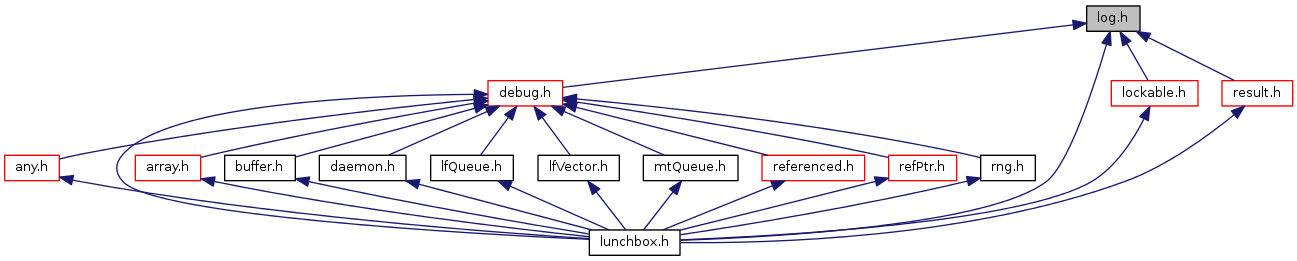 log.h
debug.h
lockable.h
result.h
any.h
array.h
buffer.h
daemon.h
lfQueue.h
lfVector.h
mtQueue.h
referenced.h
refPtr.h
rng.h
lunchbox.h